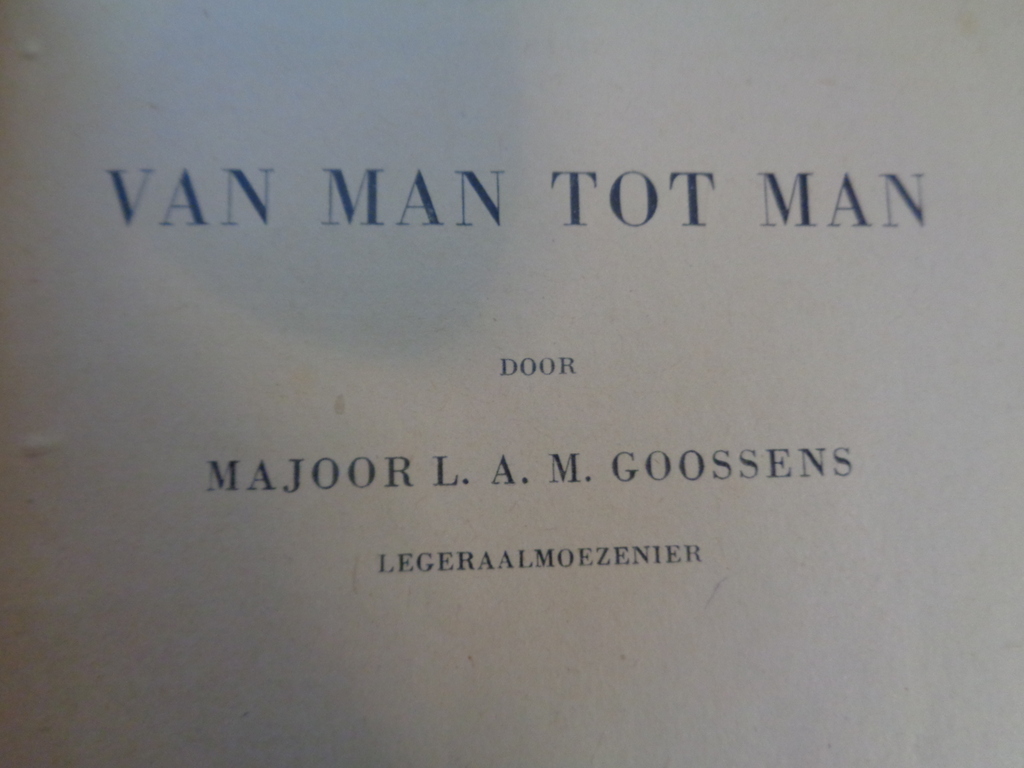 VAN MAN TOT MAN
DOOR
MAJOOR L. A. M. GOOSSENS
LEGERAALMOEZENIER